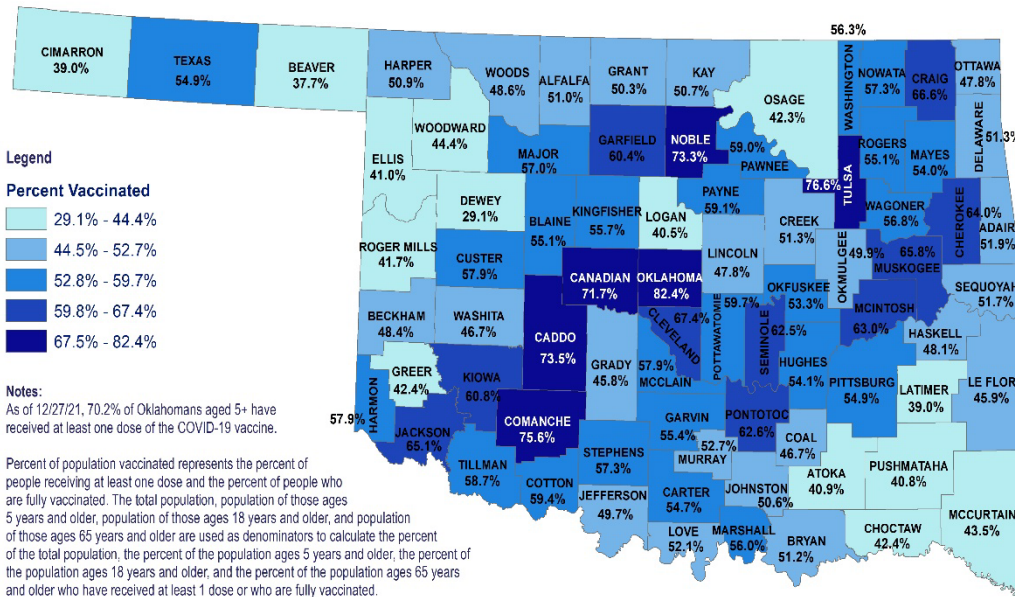 56.3%
CIMARRON
39.0%
TEXAS
54.9%
BEAVER
37.7%
HARPER
50.9%
WOODS
48.6%
ALFALFA
51.0%
GRANT
50.3%
KAY
50.7%
OSAGE
42.3%
WASHINGTON
NOWATA
57.3%
CRAIG
66.6%
OTTAWA
47.8%
WOODWARD
44.4%
ELLIS
41.0%
MAJOR
57.0%
GARFIELD
60.4%
NOBLE
73.3%
59.0%
PAWNEE
ROGERS
55.1%
MAYES
54.0%
DELAWARE
51.3%
DEWEY
29.1%
BLAINE
55.1%
KINGFISHER
55.7%
LOGAN
40.5%
PAYNE
59.1%
76.6%
TULSA
WAGONER
56.8%
CHEROKEE
64.0%
ADAIR
51.9%
ROGER MILLS
41.7%
CUSTER
57.9%
CANADIAN
71.7%
OKLAHOMA
82.4%
LINCOLN
47.8%
CREEK
51.3%
OKMULGEE
49.9%
65.8%
MUSKOGEE
SEQUOYAH
51.7%
BECKHAM
48.4%
WASHITA
46.7%
CADDO
73.5%
GRADY
45.8%
67.4%
CLEVELAND
57.9%
MCCLAIN
POTTAWATOMIE
59.7%
SEMINOLE
62.5%
OKFUSKEE
53.3%
MCINTOSH
63.0%
HASKELL
48.1%
HUGHES
54.1%
PITTSBURG
54.9%
LATIMER
39.0%
LE FLOR
45.9%
GREER
42.4%
HARMON
57.9%
KIOWA
60.8%
JACKSON
65.1%
COMANCHE
75.6%
TILLMAN
58.7%
COTTON
59.4%
STEPHENS
57.3%
JEFFERSON
49.7%
GARVIN
55.4%
52.7%
MURRAY
PONTOTOC
62.6%
COAL
46.7%
CARTER
54.7%
JOHNSTON
50.6%
ATOKA
40.9%
PUSHMATAHA
40.8%
MCCURTAIN
43.5%
LOVE
52.1%
MARSHALL
56.0%
BRYAN
51.2%
CHOCTAW
42.4%
Legend
Percent Vaccinated
29.1% - 44.4%
44.5% - 52.7%
52.8% - 59.7%
59.8% - 67.4%
67.5% - 82.4%
Notes:
As of 12/27/21, 70.2% of Oklahomans aged 5+ have
received at least one dose of the COVID-19 vaccine.
Percent of population vaccinated represents the percent of
people receiving at least one dose and the percent of people who
are fully vaccinated. The total population, population of those ages
5 years and older, population of those ages 18 years and older, and population
of those ages 65 years and older are used as denominators to calculate the percent
of the total population, the percent of the population ages 5 years and older, the percent of
the population ages 18 years and older, and the percent of the population ages 65 years
and older who have received at least 1 dose or who are fully vaccinated.